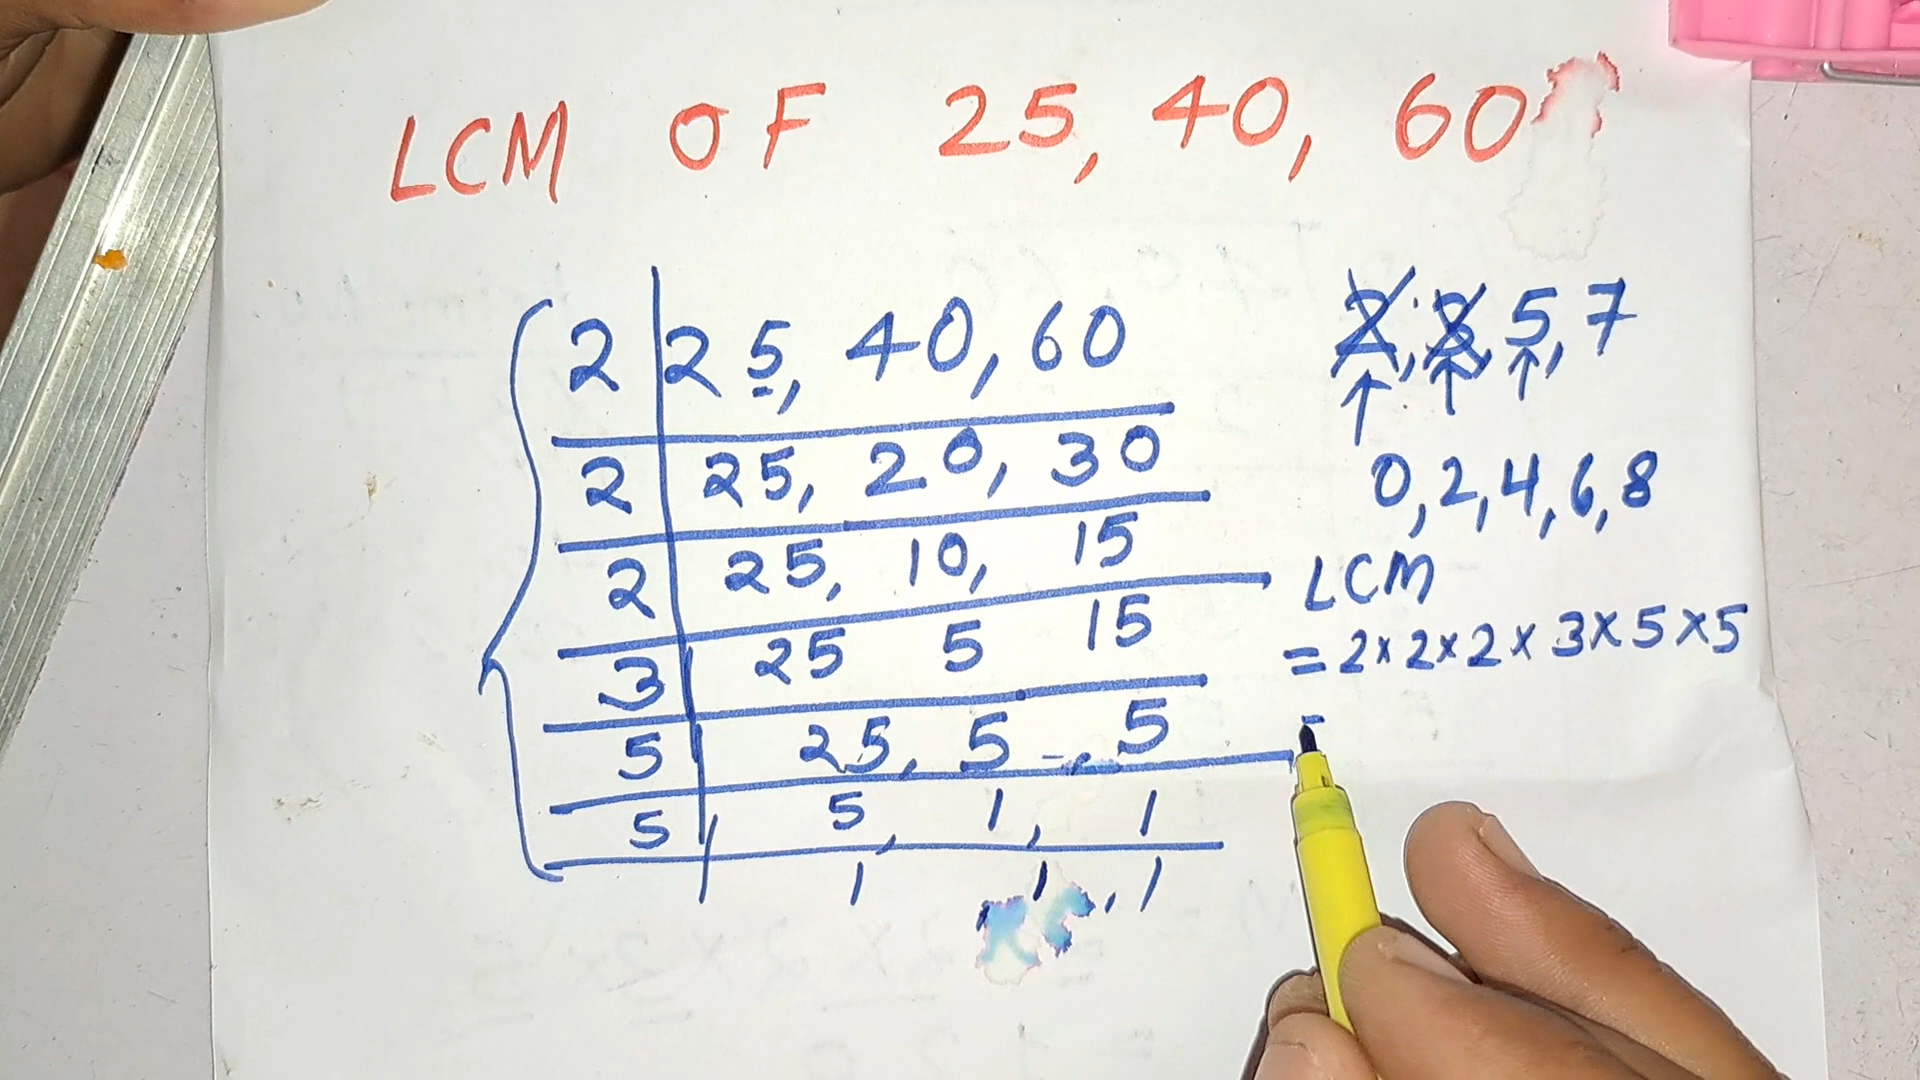 LCM OF 25, 40, 60
2 25, 40, 60
2 25, 20, 30
2 25, 10, 15
3 25 5 15
5 25, 5, 5
5 5, 1, 1
1 1, 1
2, 3, 5, 7
0, 2, 4, 6, 8
LCM
= 2 × 2 × 2 × 3 × 5 × 5